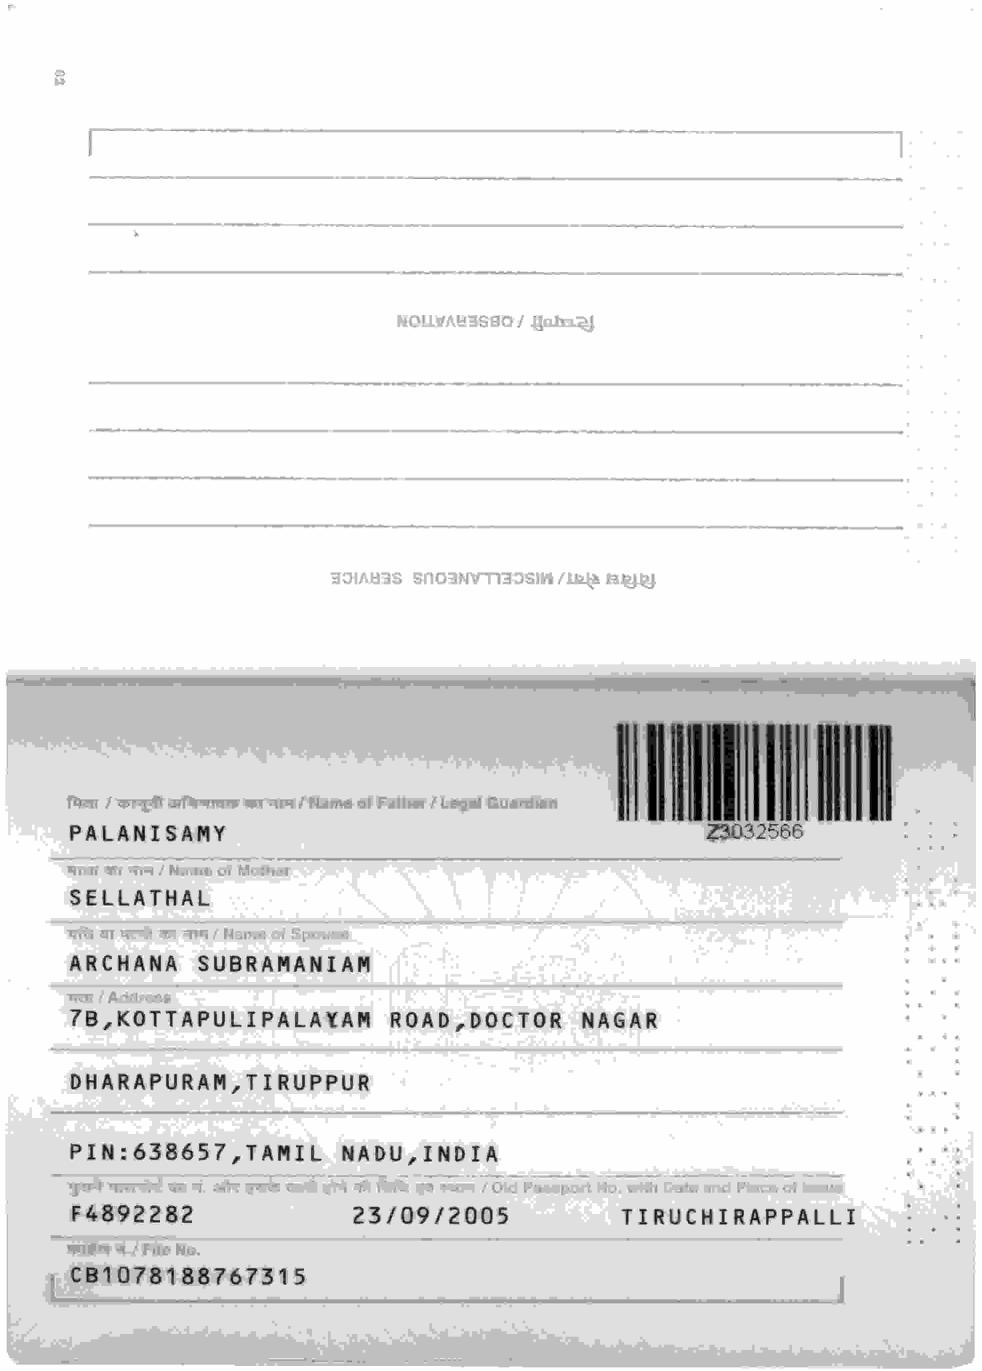 02
टिप्पणी / OBSERVATION
विविध सेवा / MISCELLANEOUS SERVICE
Z3032566
पिता / कानूनी अभिभावक का नाम / Name of Father / Legal Guardian
PALANISAMY
माता का नाम / Name of Mother
SELLATHAL
पति या पत्नी का नाम / Name of Spouse
ARCHANA SUBRAMANIAM
पता / Address
7B,KOTTAPULIPALAYAM ROAD,DOCTOR NAGAR
DHARAPURAM,TIRUPPUR
PIN:638657,TAMIL NADU,INDIA
पुराने पासपोर्ट का नं. और इसके जारी होने की तिथि एवं स्थान / Old Passport No. with Date and Place of Issue
F4892282 23/09/2005 TIRUCHIRAPPALLI
फाईल नं. / File No.
CB1078188767315